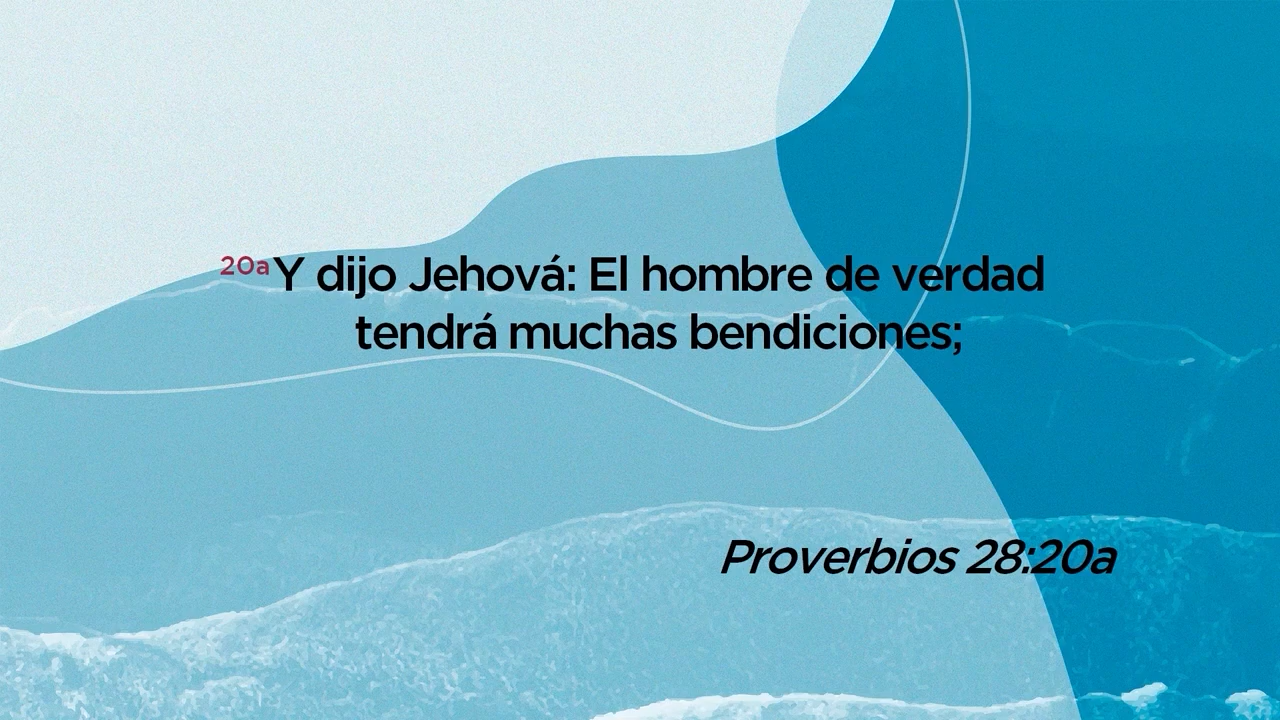 20aY dijo Jehová: El hombre de verdad
tendrá muchas bendiciones;
Proverbios 28:20a